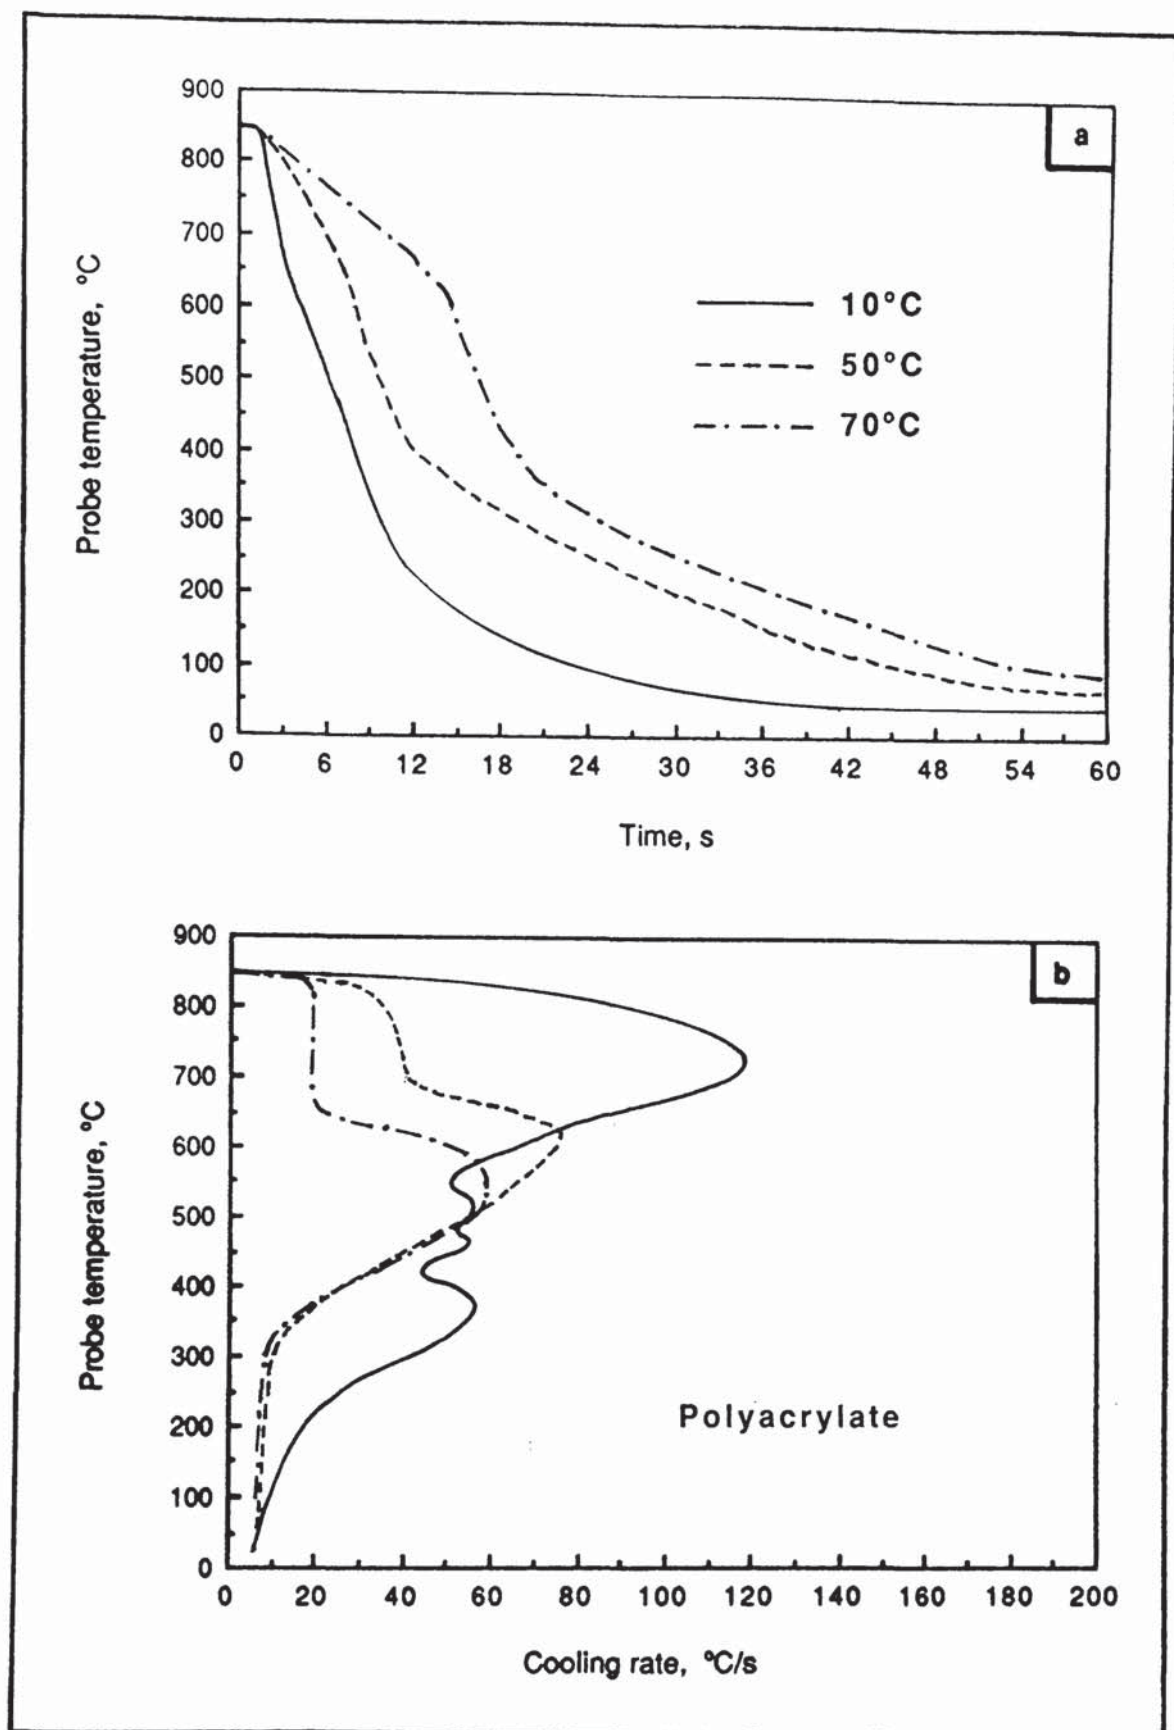 900
a
800
700
600
500
400
300
200
100
0
Probe temperature, °C
10°C
50°C
70°C
0 6 12 18 24 30 36 42 48 54 60
Time, s
900
b
800
700
600
500
400
300
200
100
0
Probe temperature, °C
Polyacrylate
0 20 40 60 80 100 120 140 160 180 200
Cooling rate, °C/s